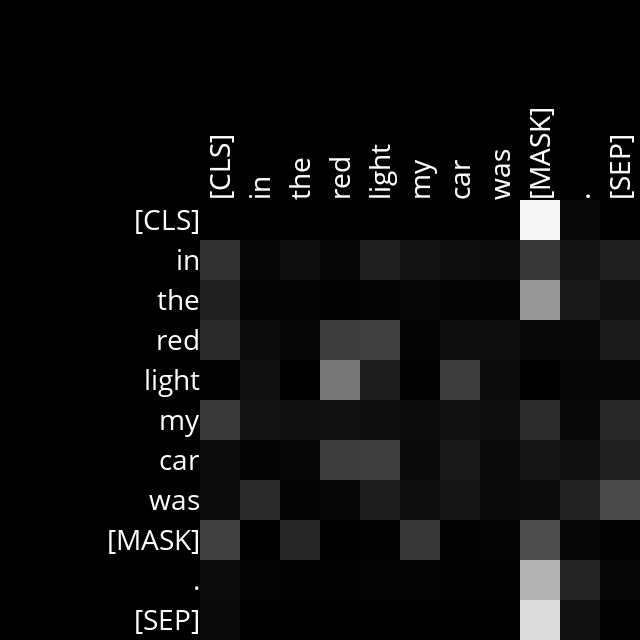 [CLS] in the red light my car was [MASK] . [SEP]
[CLS]
in
the
red
light
my
car
was
[MASK]
.
[SEP]